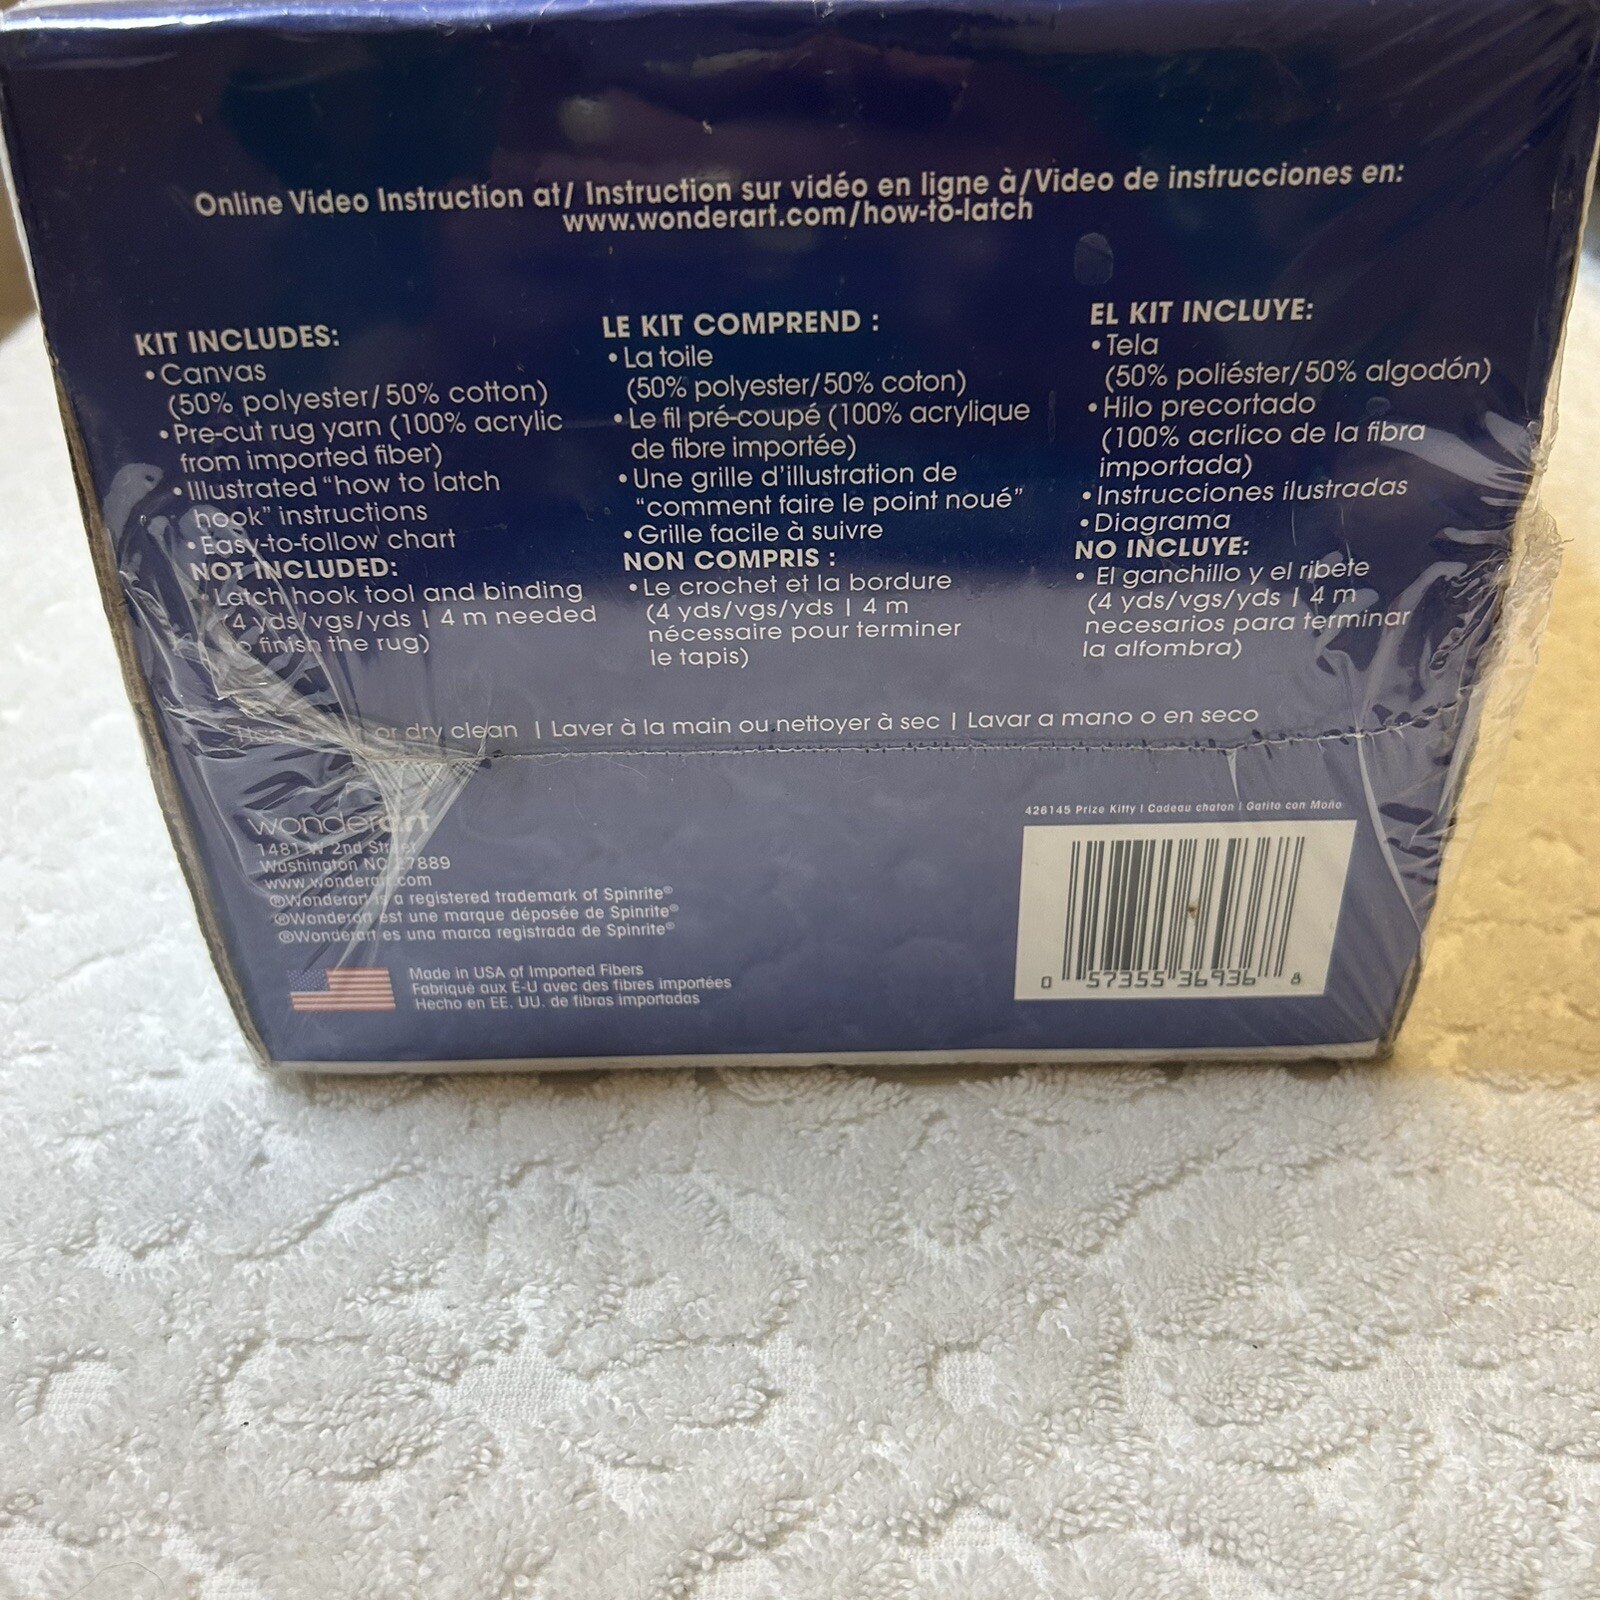 Online Video Instruction at/ Instruction sur vidéo en ligne à/Video de instrucciones en:
www.wonderart.com/how-to-latch
KIT INCLUDES:
• Canvas
(50% polyester/50% cotton)
• Pre-cut rug yarn (100% acrylic
from imported fiber)
• Illustrated “how to latch
hook” instructions
• Easy-to-follow chart
NOT INCLUDED:
• Latch hook tool and binding
(4 yds/vgs/yds | 4 m needed
to finish the rug)
LE KIT COMPREND :
• La toile
(50% polyester/50% coton)
• Le fil pré-coupé (100% acrylique
de fibre importée)
• Une grille d'illustration de
“comment faire le point noué”
• Grille facile à suivre
NON COMPRIS :
• Le crochet et la bordure
(4 yds/vgs/yds | 4 m
nécessaire pour terminer
le tapis)
EL KIT INCLUYE:
• Tela
(50% poliéster/50% algodón)
• Hilo precortado
(100% acrlico de la fibra
importada)
• Instrucciones ilustradas
• Diagrama
NO INCLUYE:
• El ganchillo y el ribete
(4 yds/vgs/yds | 4 m
necesarios para terminar
la alfombra)
or dry clean | Laver à la main ou nettoyer à sec | Lavar a mano o en seco
wonderart
1481 W 2nd Street
Washington NC 27889
www.wonderart.com
®Wonderart is a registered trademark of Spinrite®
®Wonderart est une marque déposée de Spinrite®
®Wonderart es una marca registrada de Spinrite®
Made in USA of Imported Fibers
Fabriqué aux É-U avec des fibres importées
Hecho en EE. UU. de fibras importadas
426145 Prize Kitty | Cadeau chaton | Gatito con Moño
0 57355 36936 8